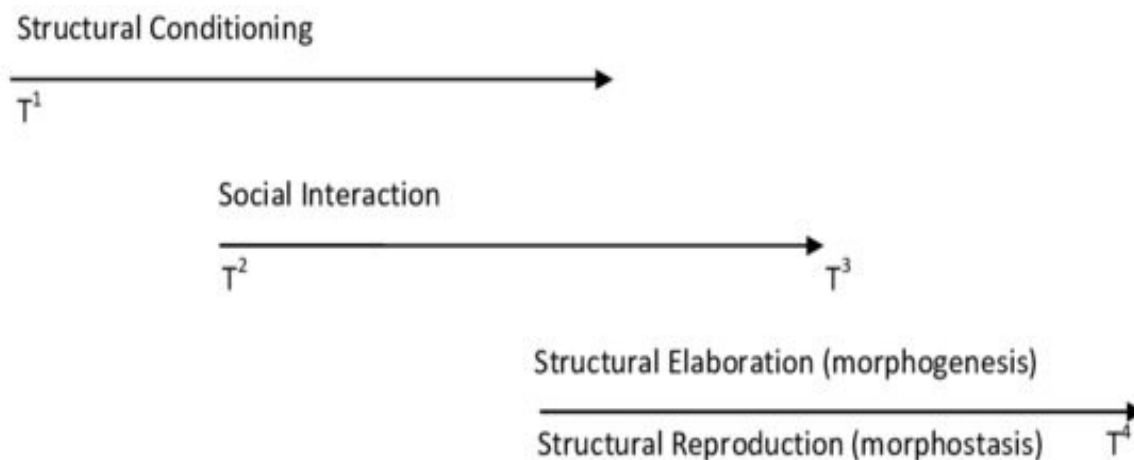 Structural Conditioning
T¹
Social Interaction
T² T³
Structural Elaboration (morphogenesis)
Structural Reproduction (morphostasis) T⁴